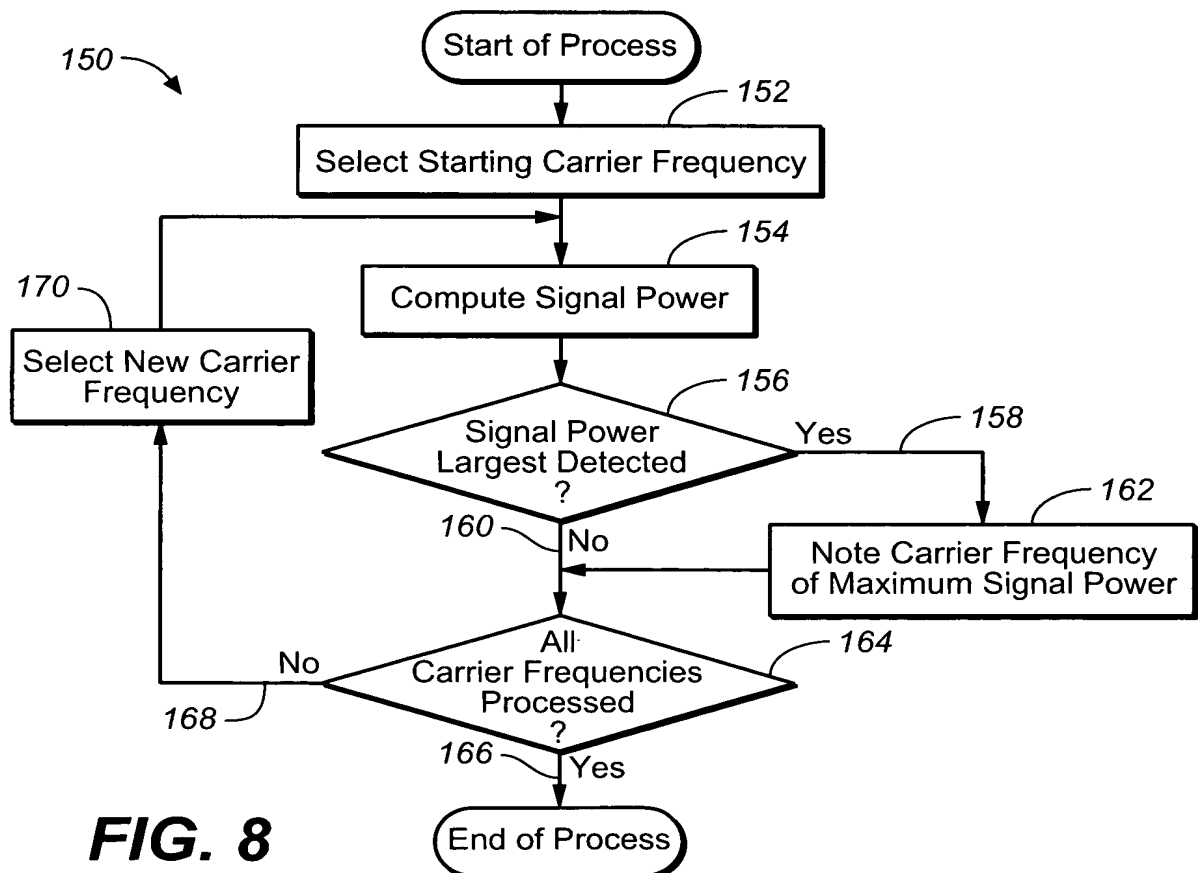 Start of Process
150
152
Select Starting Carrier Frequency
154
Compute Signal Power
170
Select New Carrier
Frequency
156
Signal Power
Largest Detected
?
Yes
158
162
Note Carrier Frequency
of Maximum Signal Power
160
No
All
Carrier Frequencies
Processed
?
164
No
168
166
Yes
End of Process
FIG. 8